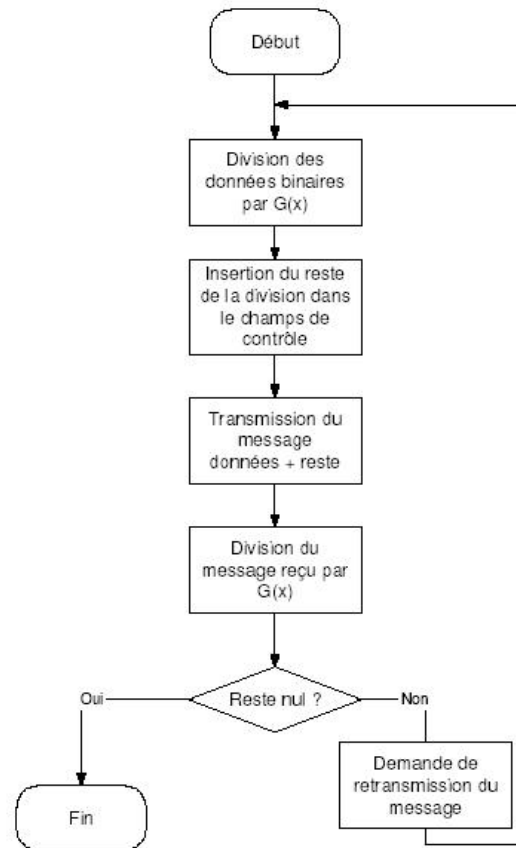 Début
Division des
données binaires
par G(x)
Insertion du reste
de la division dans
le champs de
contrôle
Transmission du
message
données + reste
Division du
message reçu par
G(x)
Oui
Reste nul ?
Non
Demande de
retransmission du
message
Fin